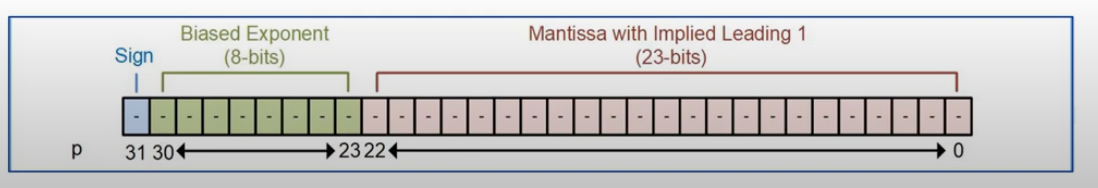 Biased Exponent
Mantissa with Implied Leading 1
Sign
(8-bits)
(23-bits)
- - - - - - - - - - - - - - - - - - - - - - - - - - - - - - - -
p 31 30 23 22 0